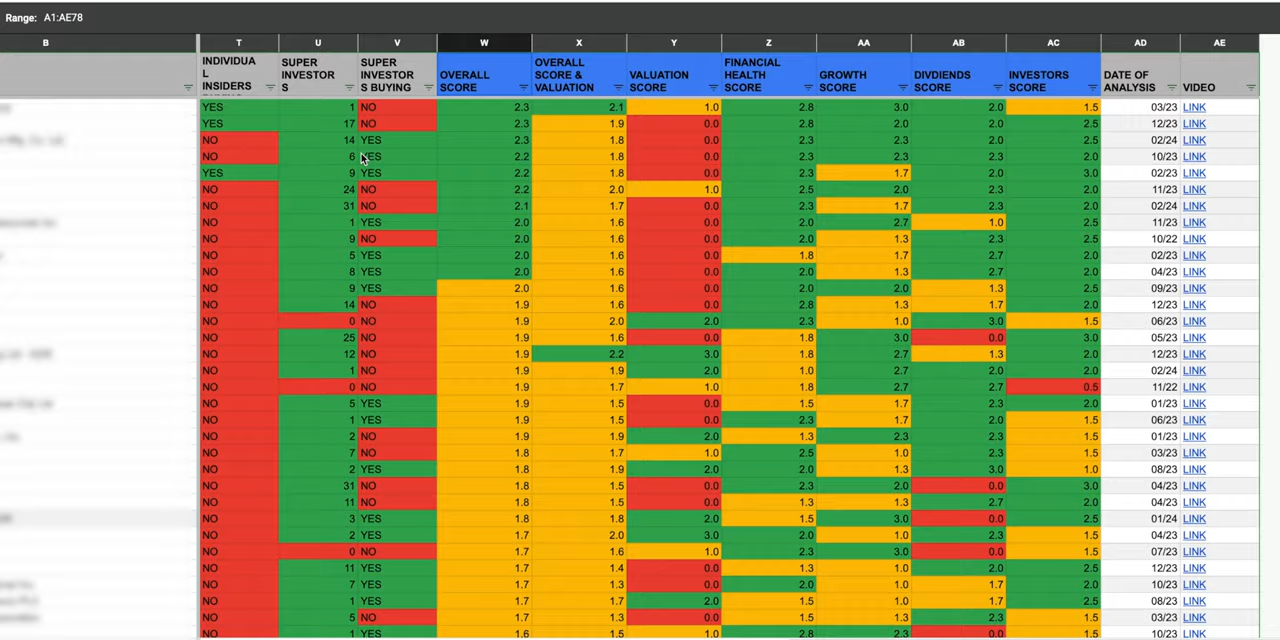 Range: A1:AE78
B T U V W X Y Z AA AB AC AD AE
INDIVIDUA SUPER SUPER OVERALL FINANCIAL
L INVESTOR INVESTOR OVERALL SCORE & VALUATION HEALTH GROWTH DIVDIENDS INVESTORS DATE OF
INSIDERS S S BUYING SCORE VALUATION SCORE SCORE SCORE SCORE SCORE ANALYSIS VIDEO
YES 1 NO 2.3 2.1 1.0 2.8 3.0 2.0 1.5 03/23 LINK
YES 17 NO 2.3 1.9 0.0 2.8 2.0 2.0 2.5 12/23 LINK
NO 14 YES 2.3 1.8 0.0 2.3 2.3 2.0 2.5 02/24 LINK
NO 6 YES 2.2 1.8 0.0 2.3 2.3 2.0 2.0 10/23 LINK
YES 9 YES 2.2 1.8 0.0 2.3 1.7 2.0 3.0 02/23 LINK
NO 24 NO 2.2 2.0 1.0 2.5 2.0 2.3 2.0 11/23 LINK
NO 31 NO 2.1 1.7 0.0 2.3 1.7 2.3 2.5 02/24 LINK
NO 1 YES 2.0 1.6 0.0 2.0 2.7 1.0 2.5 11/23 LINK
NO 9 NO 2.0 1.6 0.0 2.0 1.3 2.3 2.5 10/22 LINK
NO 5 YES 2.0 1.6 0.0 1.8 1.7 2.7 2.0 02/23 LINK
NO 8 YES 2.0 1.6 0.0 2.0 1.3 2.7 2.0 04/23 LINK
NO 9 YES 2.0 1.6 0.0 2.0 2.0 1.3 2.5 09/23 LINK
NO 14 NO 1.9 1.6 0.0 2.8 1.3 1.7 2.0 12/23 LINK
NO 0 NO 1.9 2.0 2.0 2.3 1.0 3.0 1.5 06/23 LINK
NO 25 NO 1.9 1.6 0.0 1.8 3.0 0.0 3.0 05/23 LINK
NO 12 NO 1.9 2.2 3.0 1.8 2.7 1.3 2.0 12/23 LINK
NO 1 NO 1.9 1.9 2.0 1.0 2.7 2.0 2.0 02/24 LINK
NO 0 NO 1.9 1.7 1.0 1.8 2.7 2.7 0.5 11/22 LINK
NO 5 YES 1.9 1.5 0.0 1.5 1.7 2.3 2.0 01/23 LINK
NO 1 YES 1.9 1.5 0.0 2.3 1.7 2.0 1.5 06/23 LINK
NO 2 NO 1.9 1.9 2.0 1.3 2.3 2.3 1.5 01/23 LINK
NO 7 NO 1.8 1.7 1.0 2.5 1.0 2.3 1.5 03/23 LINK
NO 2 YES 1.8 1.9 2.0 2.0 1.3 3.0 1.0 08/23 LINK
NO 31 NO 1.8 1.5 0.0 2.3 2.0 0.0 3.0 04/23 LINK
NO 11 NO 1.8 1.5 0.0 1.3 1.3 2.7 2.0 04/23 LINK
NO 3 YES 1.8 1.8 2.0 1.5 3.0 0.0 2.5 01/24 LINK
NO 2 YES 1.7 2.0 3.0 2.0 1.0 2.3 1.5 04/23 LINK
NO 0 NO 1.7 1.6 1.0 2.3 3.0 0.0 1.5 07/23 LINK
NO 11 YES 1.7 1.4 0.0 1.3 1.0 2.0 2.5 12/23 LINK
NO 7 YES 1.7 1.3 0.0 2.0 1.0 1.7 2.0 10/23 LINK
NO 1 YES 1.7 1.7 2.0 1.5 1.0 1.7 2.5 08/23 LINK
NO 5 NO 1.7 1.3 0.0 1.5 1.3 2.3 1.5 03/23 LINK
NO 1 YES 1.6 1.5 1.0 2.8 2.3 0.0 1.5 10/23 LINK